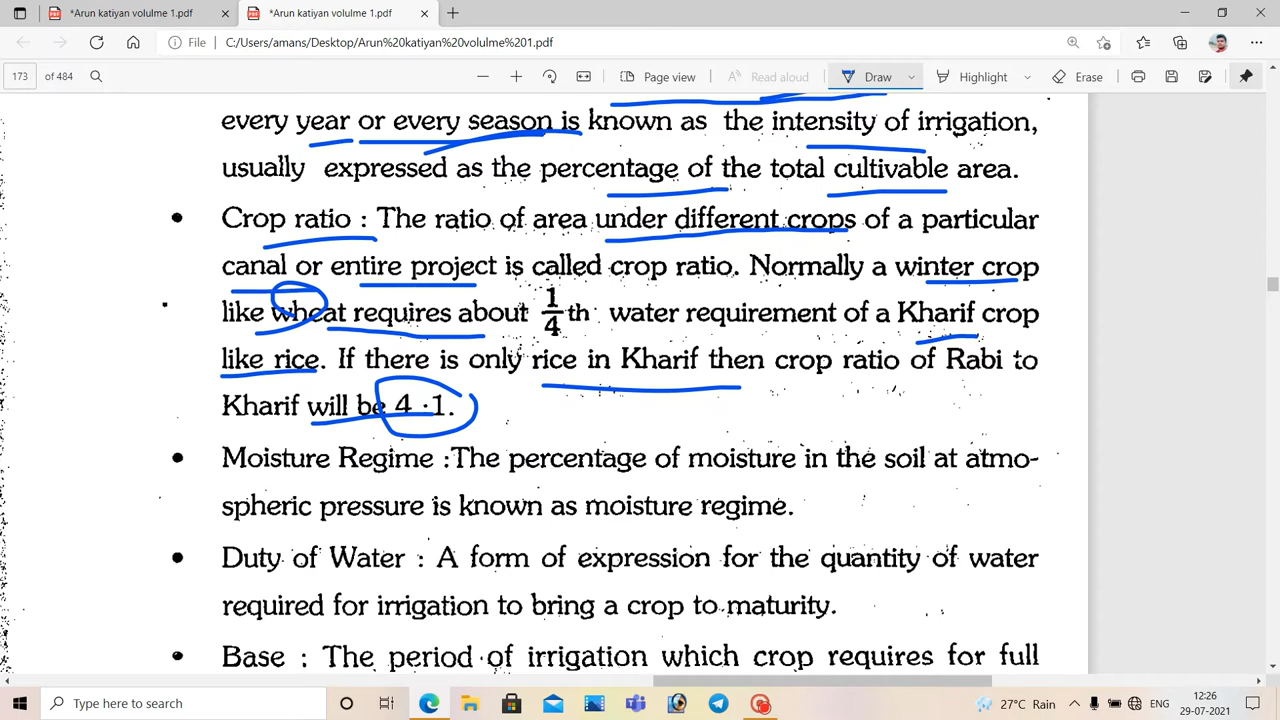 *Arun katiyan volulme 1.pdf
*Arun katiyan volulme 1.pdf
File C:/Users/amans/Desktop/Arun%20katiyan%20volulme%201.pdf
173 of 484 Page view Read aloud Draw Highlight Erase
every year or every season is known as the intensity of irrigation,
usually expressed as the percentage of the total cultivable area.
• Crop ratio : The ratio of area under different crops of a particular
canal or entire project is called crop ratio. Normally a winter crop
like wheat requires about 1/4 th water requirement of a Kharif crop
like rice. If there is only rice in Kharif then crop ratio of Rabi to
Kharif will be 4 · 1.
• Moisture Regime : The percentage of moisture in the soil at atmo-
spheric pressure is known as moisture regime.
• Duty of Water : A form of expression for the quantity of water
required for irrigation to bring a crop to maturity.
• Base : The period of irrigation which crop requires for full
Type here to search
27°C Rain
ENG
12:26
29-07-2021